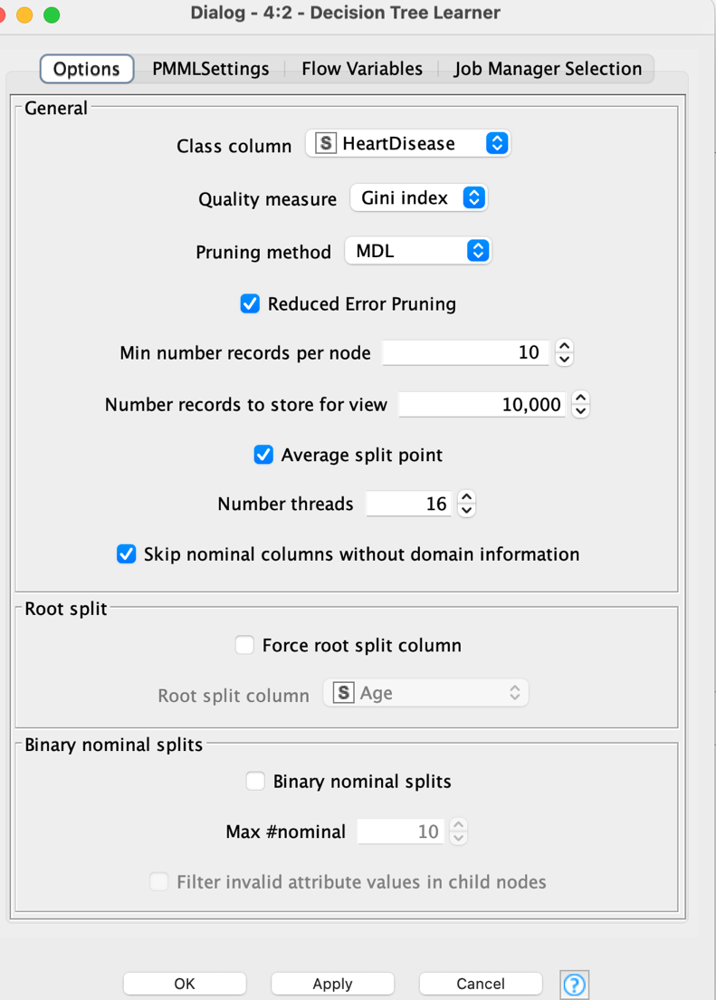 Dialog - 4:2 - Decision Tree Learner
Options PMMLSettings Flow Variables Job Manager Selection
General
Class column S HeartDisease
Quality measure Gini index
Pruning method MDL
Reduced Error Pruning
Min number records per node 10
Number records to store for view 10,000
Average split point
Number threads 16
Skip nominal columns without domain information
Root split
Force root split column
Root split column S Age
Binary nominal splits
Binary nominal splits
Max #nominal 10
Filter invalid attribute values in child nodes
OK Apply Cancel ?